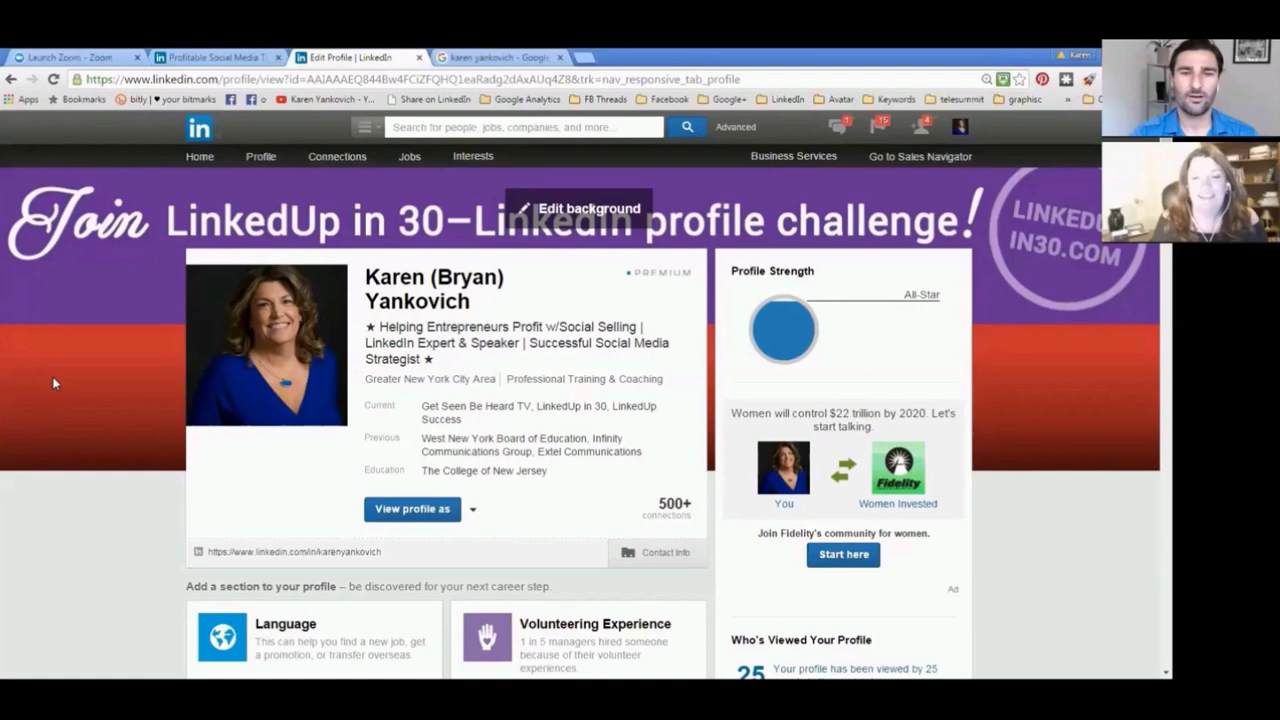 Launch Zoom - Zoom
Profitable Social Media T
Edit Profile | LinkedIn
karen yankovich - Google
Karen
https://www.linkedin.com/profile/view?id=AAIAAAEQ844Bw4FCiZFQHQ1eaRadg2dAxAUq4Z8&trk=nav_responsive_tab_profile
Apps
Bookmarks
bitly | ♥ your bitmarks
Karen Yankovich - Y...
Share on LinkedIn
Google Analytics
FB Threads
Facebook
Google+
LinkedIn
Avatar
Keywords
telesummit
graphisc
»
in
Search for people, jobs, companies, and more...
Advanced
1
15
4
Home
Profile
Connections
Jobs
Interests
Business Services
Go to Sales Navigator
Join LinkedUp in 30–LinkedIn profile challenge!
Edit background
LINKEDU
IN30.COM
Karen (Bryan)
Yankovich
PREMIUM
★ Helping Entrepreneurs Profit w/Social Selling |
LinkedIn Expert & Speaker | Successful Social Media
Strategist ★
Greater New York City Area | Professional Training & Coaching
Current
Get Seen Be Heard TV, LinkedUp in 30, LinkedUp
Success
Previous
West New York Board of Education, Infinity
Communications Group, Extel Communications
Education
The College of New Jersey
View profile as
500+
connections
https://www.linkedin.com/in/karenyankovich
Contact Info
Add a section to your profile – be discovered for your next career step.
Language
This can help you find a new job, get
a promotion, or transfer overseas.
Volunteering Experience
1 in 5 managers hired someone
because of their volunteer
experiences.
Profile Strength
All-Star
Women will control $22 trillion by 2020. Let's
start talking.
Fidelity
You
Women Invested
Join Fidelity's community for women.
Start here
Ad
Who's Viewed Your Profile
25
Your profile has been viewed by 25